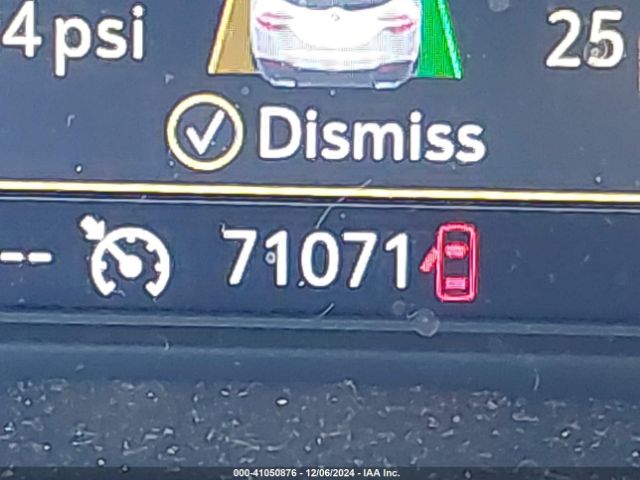 4 psi
25
Dismiss
-- 71071
000-41050876 - 12/06/2024 - IAA Inc.